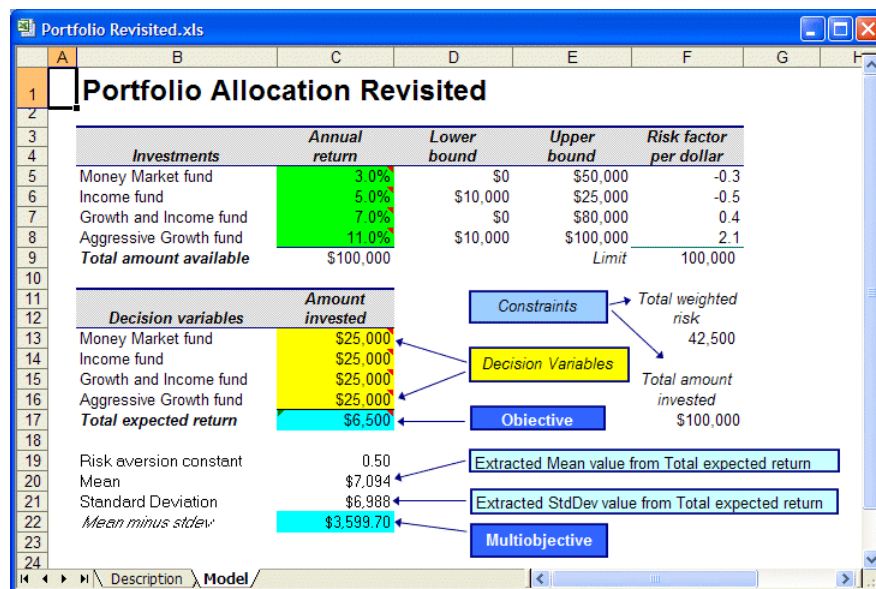 Portfolio Revisited.xls
A B C D E F G H
1 Portfolio Allocation Revisited
2
3 Annual Lower Upper Risk factor
4 Investments return bound bound per dollar
5 Money Market fund 3.0% $0 $50,000 -0.3
6 Income fund 5.0% $10,000 $25,000 -0.5
7 Growth and Income fund 7.0% $0 $80,000 0.4
8 Aggressive Growth fund 11.0% $10,000 $100,000 2.1
9 Total amount available $100,000 Limit 100,000
10
11 Amount Constraints Total weighted
12 Decision variables invested risk
13 Money Market fund $25,000 42,500
14 Income fund $25,000 Decision Variables
15 Growth and Income fund $25,000 Total amount
16 Aggressive Growth fund $25,000 invested
17 Total expected return $6,500 Objective $100,000
18
19 Risk aversion constant 0.50 Extracted Mean value from Total expected return
20 Mean $7,094
21 Standard Deviation $6,988 Extracted StdDev value from Total expected return
22 Mean minus stdev $3,599.70
23 Multiobjective
24
Description Model